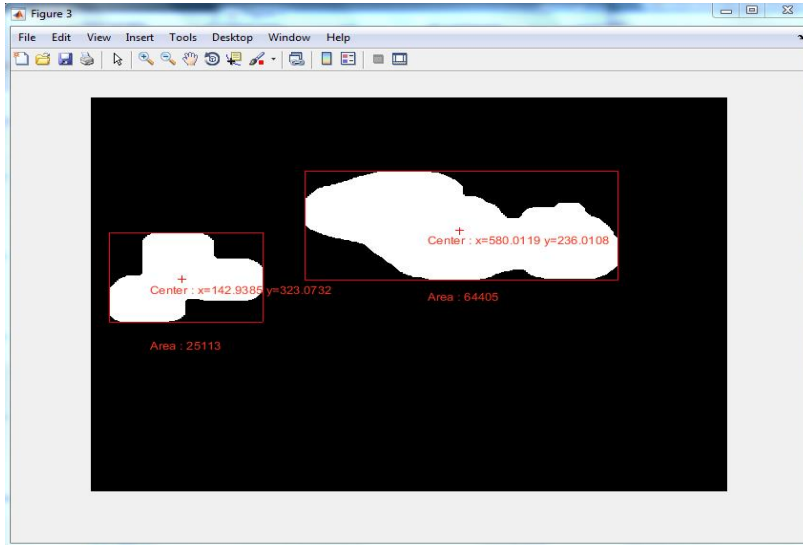 Figure 3
File Edit View Insert Tools Desktop Window Help
Center : x=580.0119 y=236.0108
Center : x=142.9385 y=323.0732
Area : 64405
Area : 25113